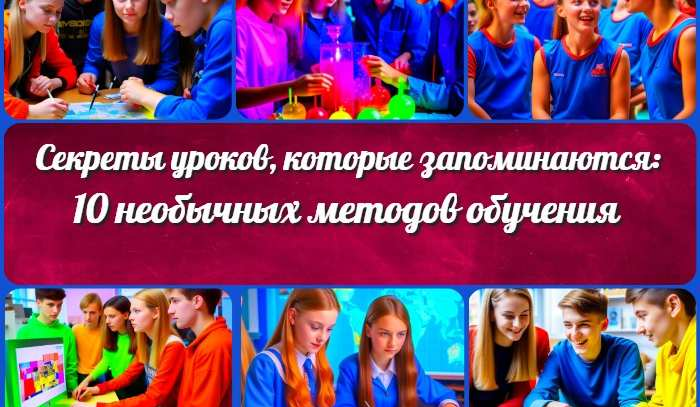 Секреты уроков, которые запоминаются:
10 необычных методов обучения